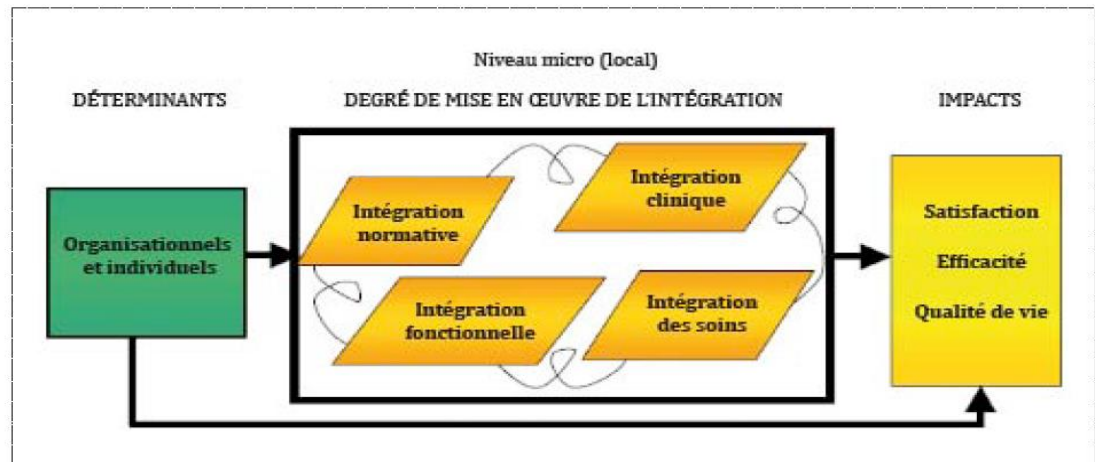 Niveau micro (local)
DÉTERMINANTS
DEGRÉ DE MISE EN ŒUVRE DE L'INTÉGRATION
IMPACTS
Organisationnels
et individuels
Intégration
normative
Intégration
clinique
Intégration
fonctionnelle
Intégration
des soins
Satisfaction
Efficacité
Qualité de vie